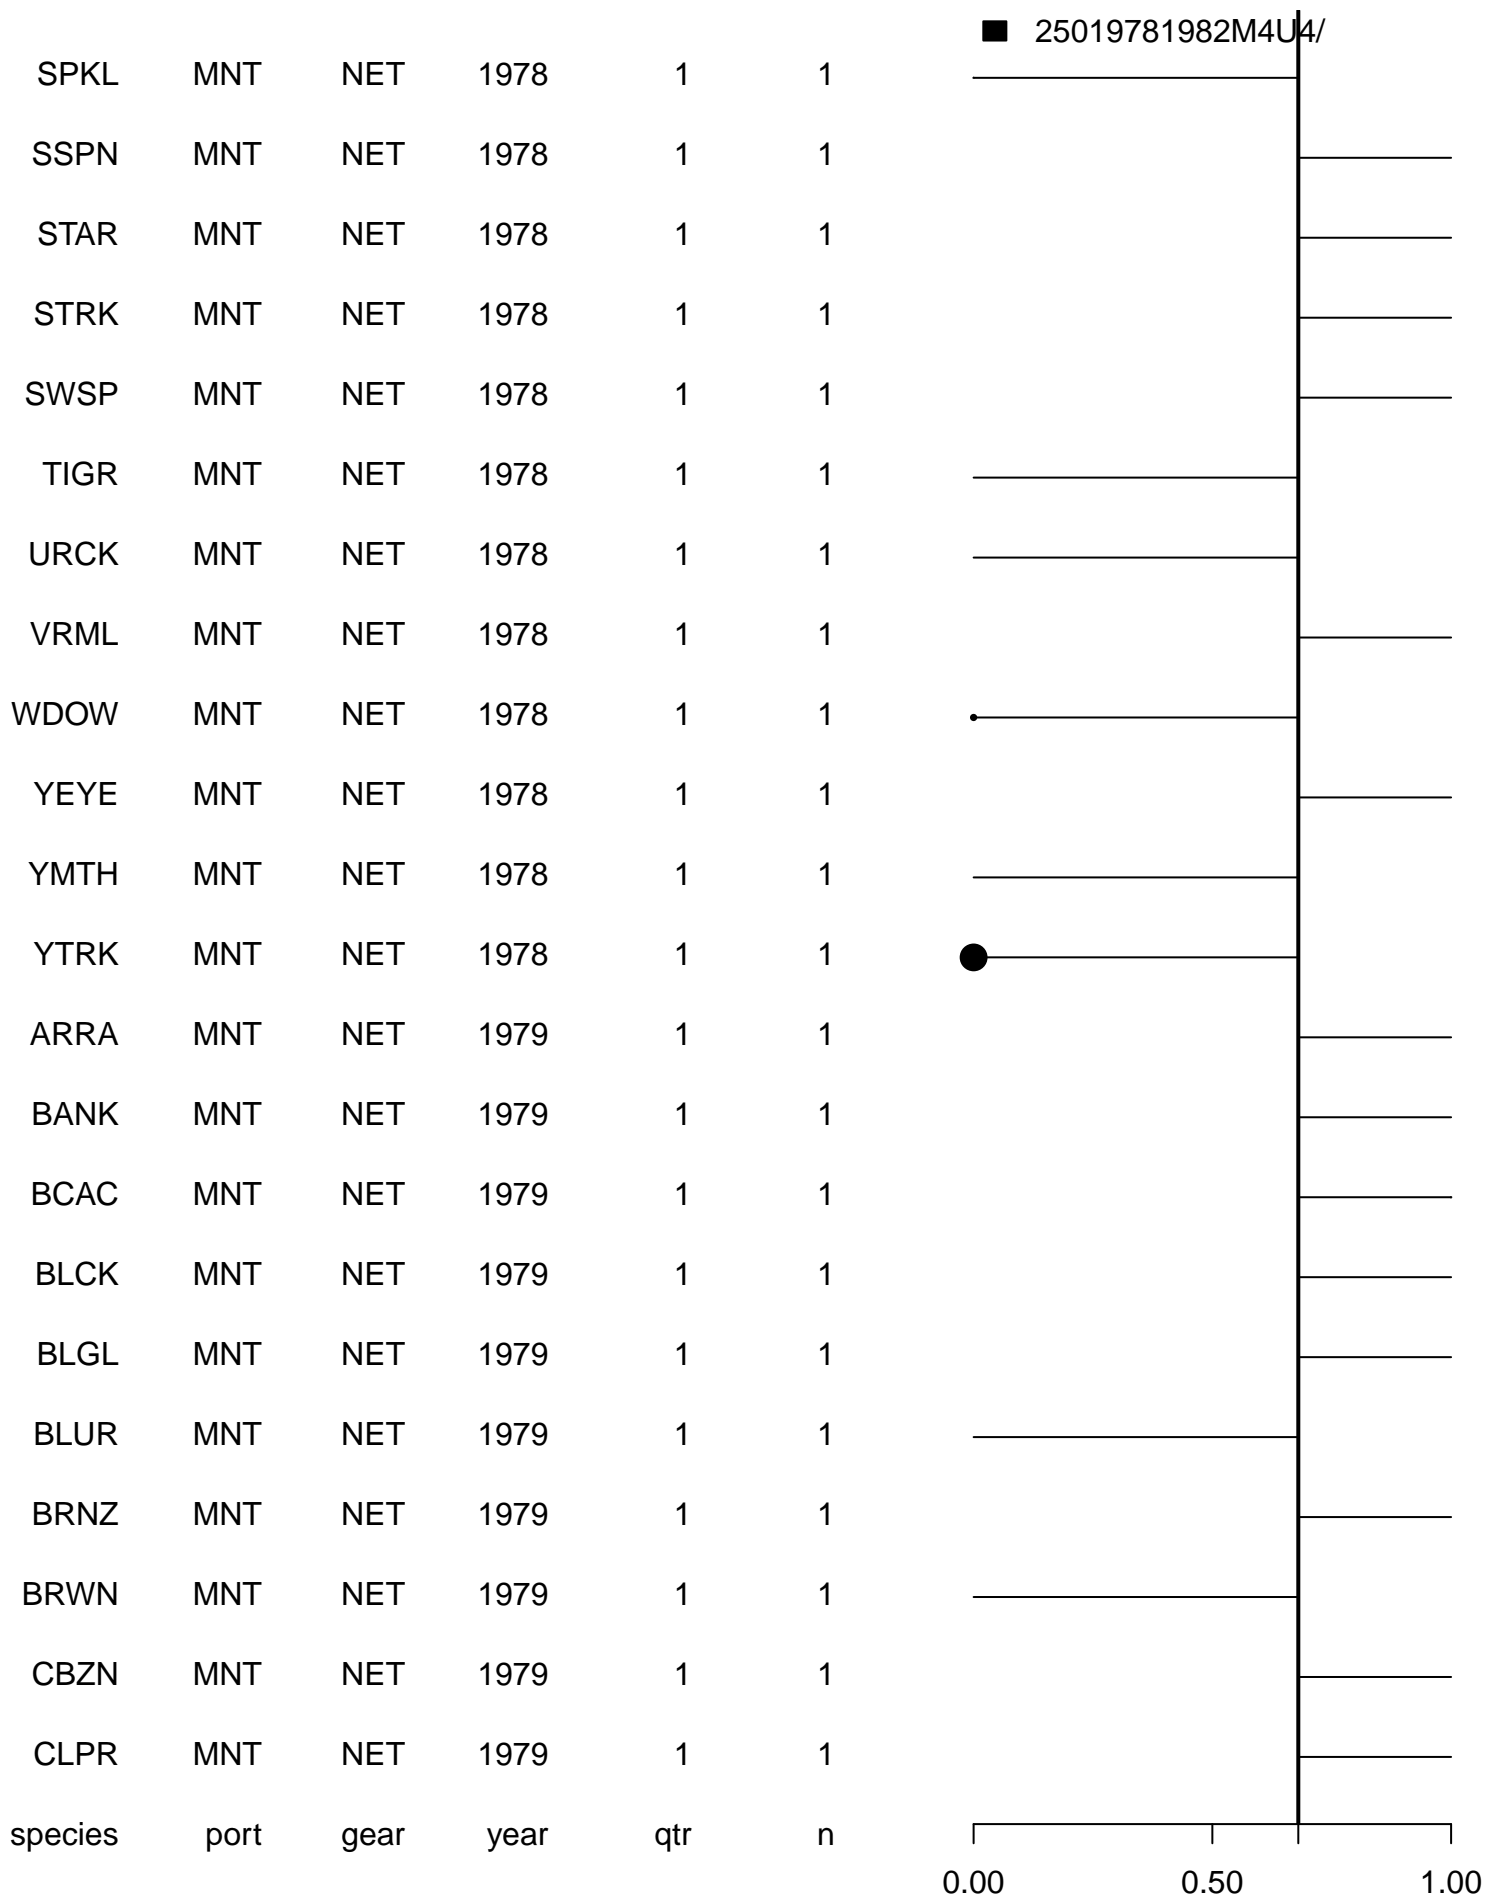 25019781982M4U4/
SPKL MNT NET 1978 1 1
SSPN MNT NET 1978 1 1
STAR MNT NET 1978 1 1
STRK MNT NET 1978 1 1
SWSP MNT NET 1978 1 1
TIGR MNT NET 1978 1 1
URCK MNT NET 1978 1 1
VRML MNT NET 1978 1 1
WDOW MNT NET 1978 1 1
YEYE MNT NET 1978 1 1
YMTH MNT NET 1978 1 1
YTRK MNT NET 1978 1 1
ARRA MNT NET 1979 1 1
BANK MNT NET 1979 1 1
BCAC MNT NET 1979 1 1
BLCK MNT NET 1979 1 1
BLGL MNT NET 1979 1 1
BLUR MNT NET 1979 1 1
BRNZ MNT NET 1979 1 1
BRWN MNT NET 1979 1 1
CBZN MNT NET 1979 1 1
CLPR MNT NET 1979 1 1
species port gear year qtr n
0.00 0.50 1.00